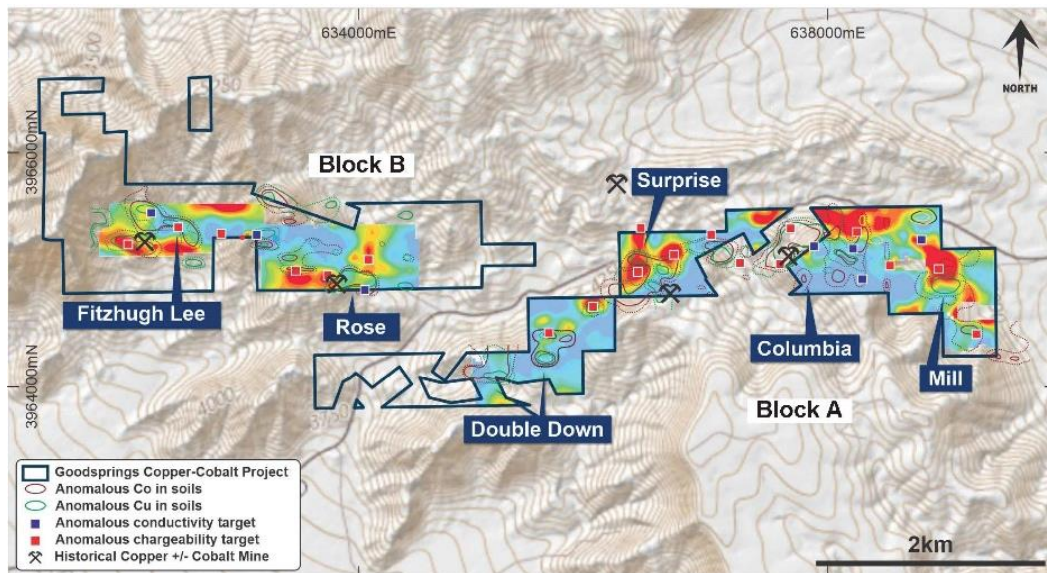 634000mE
638000mE
NORTH
3966000mN
Block B
Surprise
Fitzhugh Lee
Rose
Columbia
Mill
3964000mN
Double Down
Block A
Goodsprings Copper-Cobalt Project
Anomalous Co in soils
Anomalous Cu in soils
Anomalous conductivity target
Anomalous chargeability target
Historical Copper +/- Cobalt Mine
2km